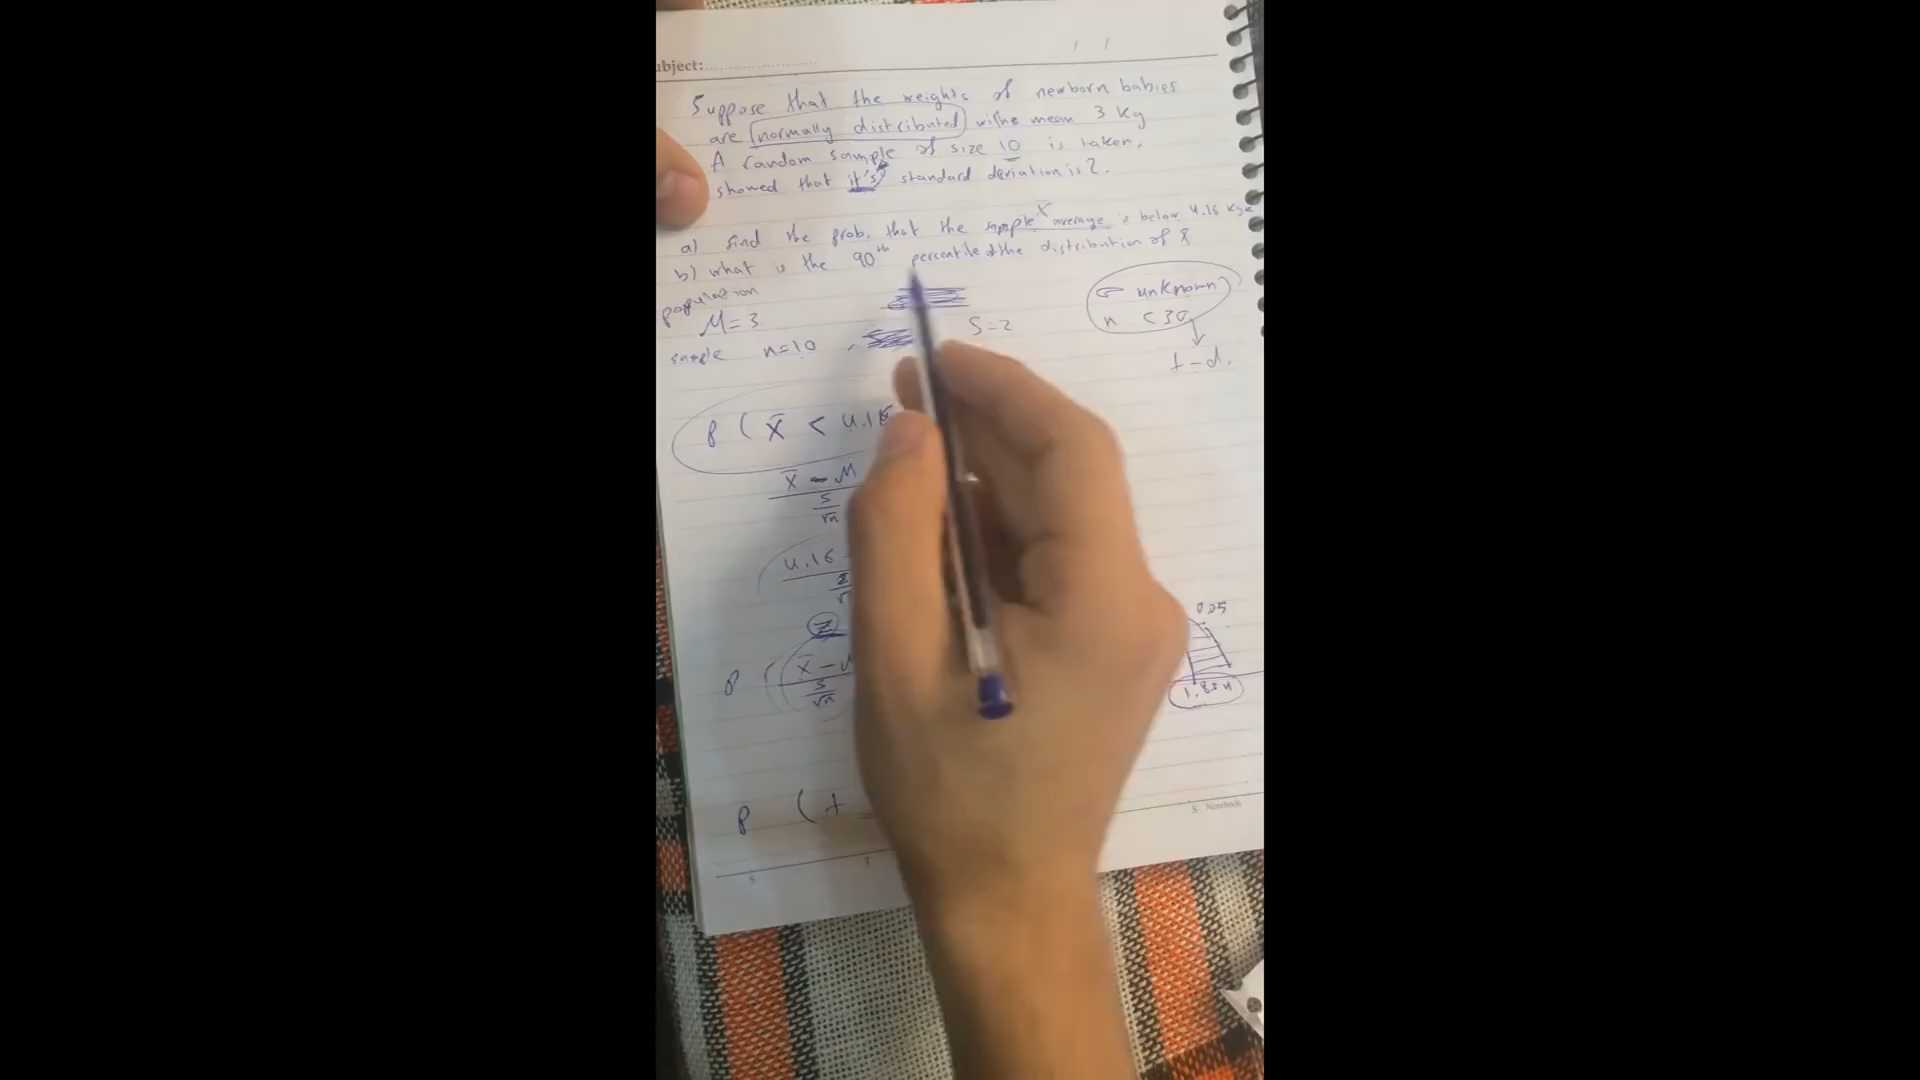 ubject:
Suppose that the weights of newborn babies
are normally distributed with mean 3 Kg
A random sample of size 10 is taken,
showed that it's standard deviation is 2.
a) find the prob. that the sample average is below 4.16 Kg
x̄
b) what is the 90th percentile of the distribution of x̄
population
M = 3
σ unknown
n < 30
sample n = 10 , S = 2
t - d.
P ( x̄ < 4.16
x̄ - M
S
√n
4.16
2
√
0.05
Z
P ( x̄ - M
S
√n
1.834
P ( t
S Notebook
S